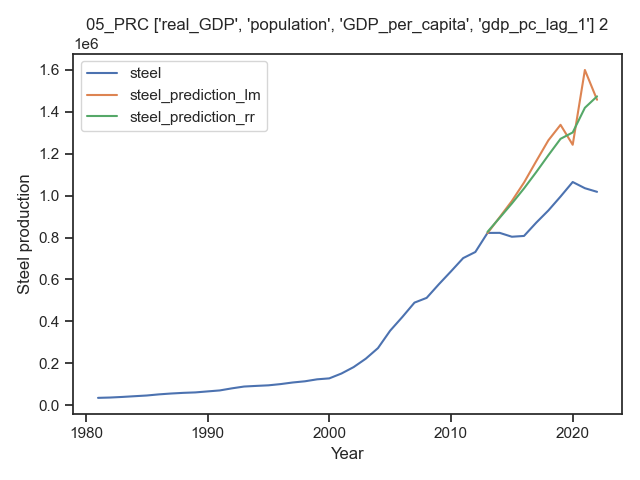 05_PRC ['real_GDP', 'population', 'GDP_per_capita', 'gdp_pc_lag_1'] 2
1e6
steel
steel_prediction_lm
steel_prediction_rr
1.6
1.4
1.2
1.0
0.8
0.6
0.4
0.2
0.0
Steel production
1980
1990
2000
2010
2020
Year